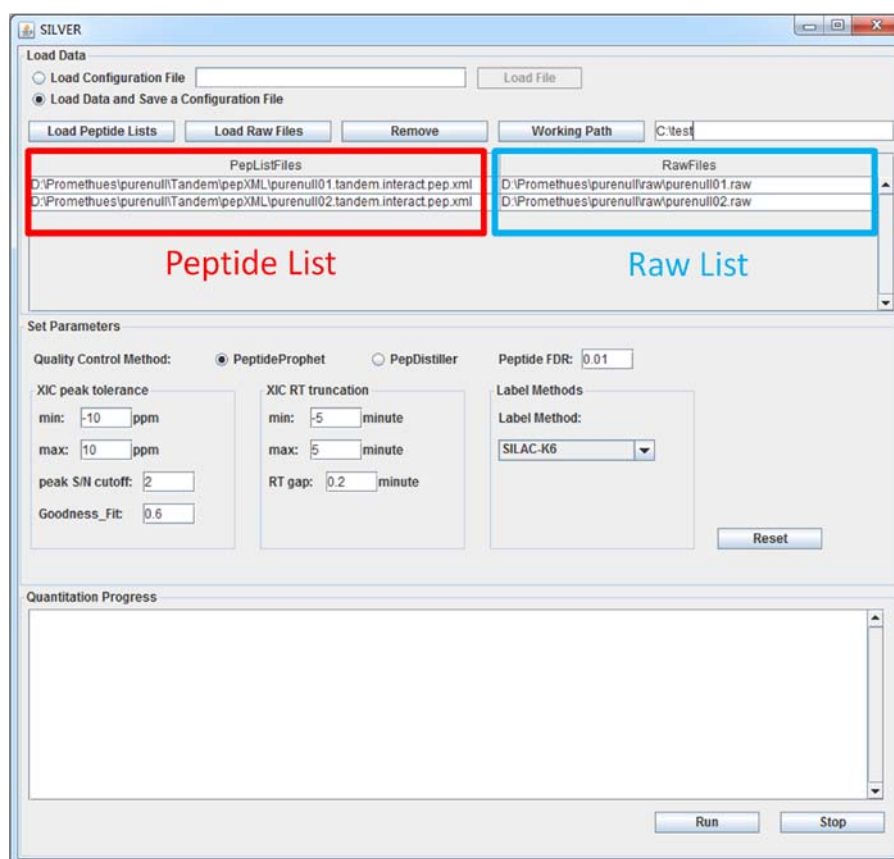 SILVER
Load Data
Load Configuration File Load File
Load Data and Save a Configuration File
Load Peptide Lists Load Raw Files Remove Working Path C:\test
PepListFiles RawFiles
D:\Promethues\purenull\Tandem\pepXML\purenull01.tandem.interact.pep.xml D:\Promethues\purenull\raw\purenull01.raw
D:\Promethues\purenull\Tandem\pepXML\purenull02.tandem.interact.pep.xml D:\Promethues\purenull\raw\purenull02.raw
Peptide List Raw List
Set Parameters
Quality Control Method: PeptideProphet PepDistiller Peptide FDR: 0.01
XIC peak tolerance XIC RT truncation Label Methods
min: -10 ppm min: -5 minute Label Method:
max: 10 ppm max: 5 minute SILAC-K6
peak S/N cutoff: 2 RT gap: 0.2 minute
Goodness_Fit: 0.6
Reset
Quantitation Progress
Run Stop